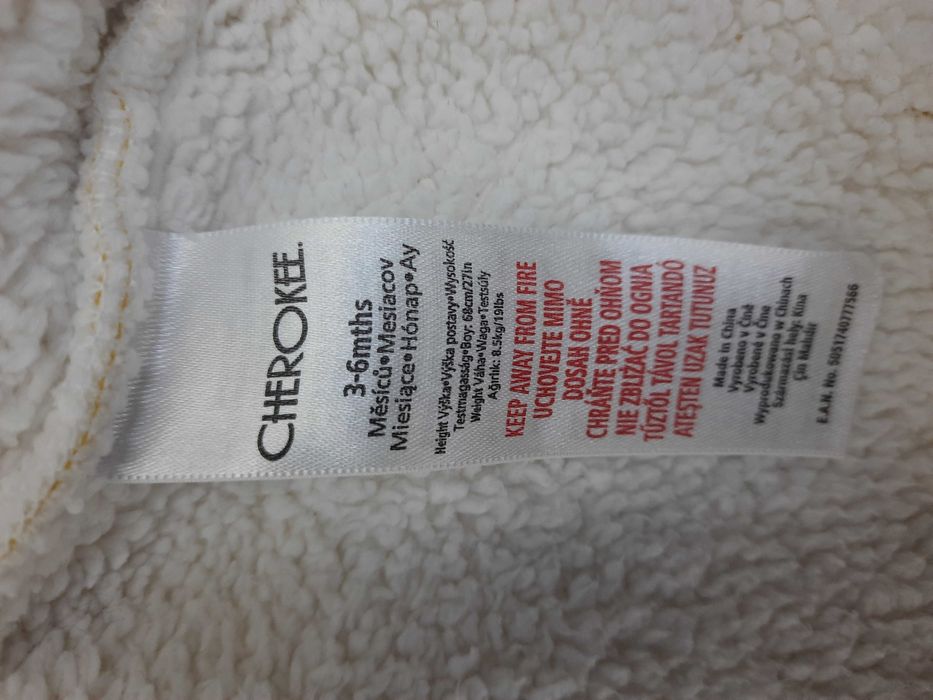 CHEROKEE.
3-6mths
Měsíců•Mesiacov
Miesiące•Hónap•Ay
Height Výška•Výška postavy•Wysokość
Testmagasság•Boy: 68cm/27in
Weight Váha•Waga•Testsúly
Ağırlık: 8.5kg/19lbs
KEEP AWAY FROM FIRE
UCHOVEJTE MIMO
DOSAH OHNĚ
CHRÁŇTE PRED OHŇOM
NIE ZBLIŻAĆ DO OGNIA
TŰZTŐL TÁVOL TARTANDÓ
ATEŞTEN UZAK TUTUNUZ
Made in China
Vyrobeno v Číně
Vyrobené v Číne
Wyprodukowano w Chinach
Származási hely: Kína
Çin Malıdır
E.A.N. No. 5051740777586